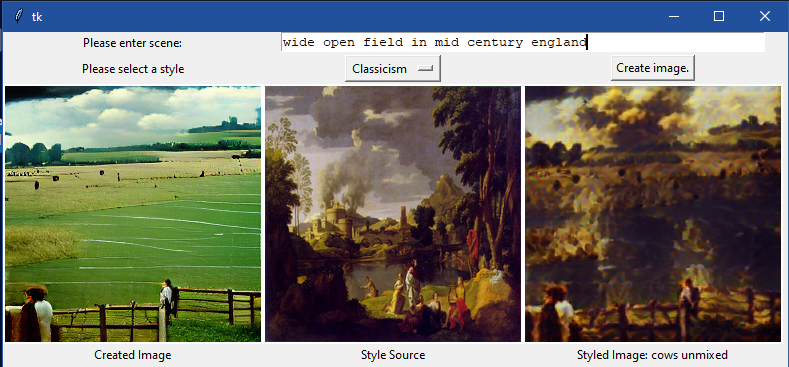 tk
Please enter scene: wide open field in mid century england
Please select a style Classicism Create image.
Created Image Style Source Styled Image: cows unmixed